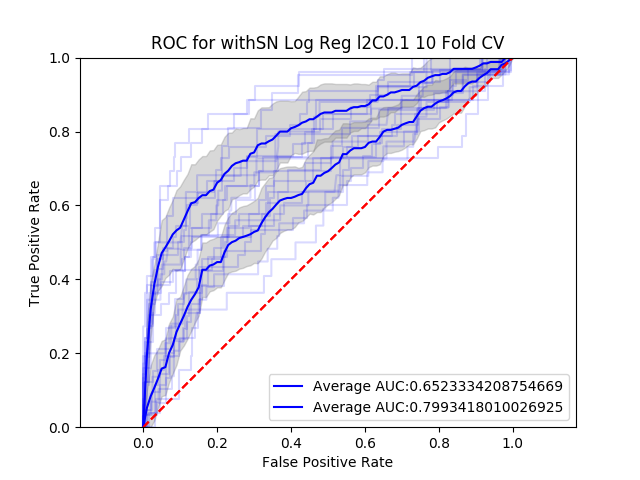 ROC for withSN Log Reg l2C0.1 10 Fold CV
True Positive Rate
1.0
0.8
0.6
0.4
0.2
0.0
Average AUC:0.6523334208754669
Average AUC:0.7993418010026925
0.0 0.2 0.4 0.6 0.8 1.0
False Positive Rate